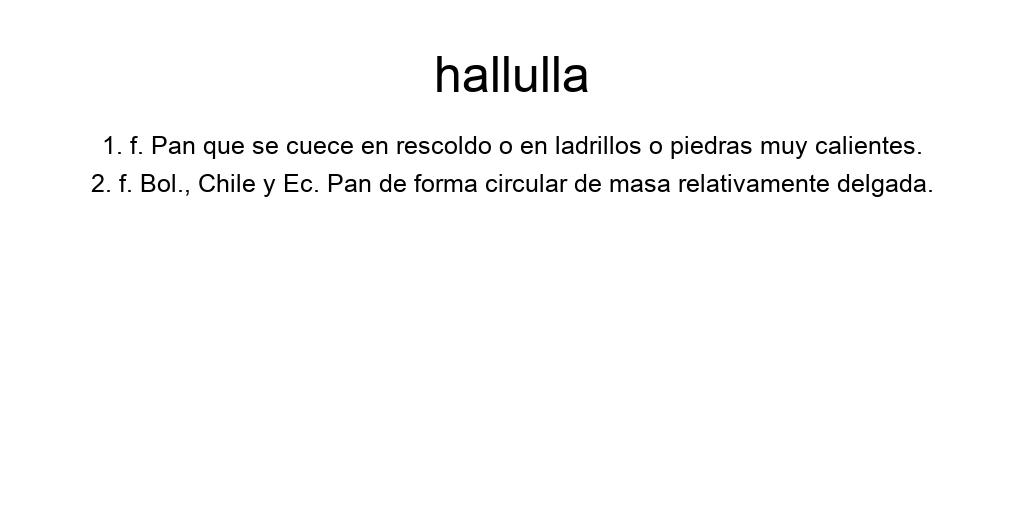 hallulla
1. f. Pan que se cuece en rescoldo o en ladrillos o piedras muy calientes.
2. f. Bol., Chile y Ec. Pan de forma circular de masa relativamente delgada.